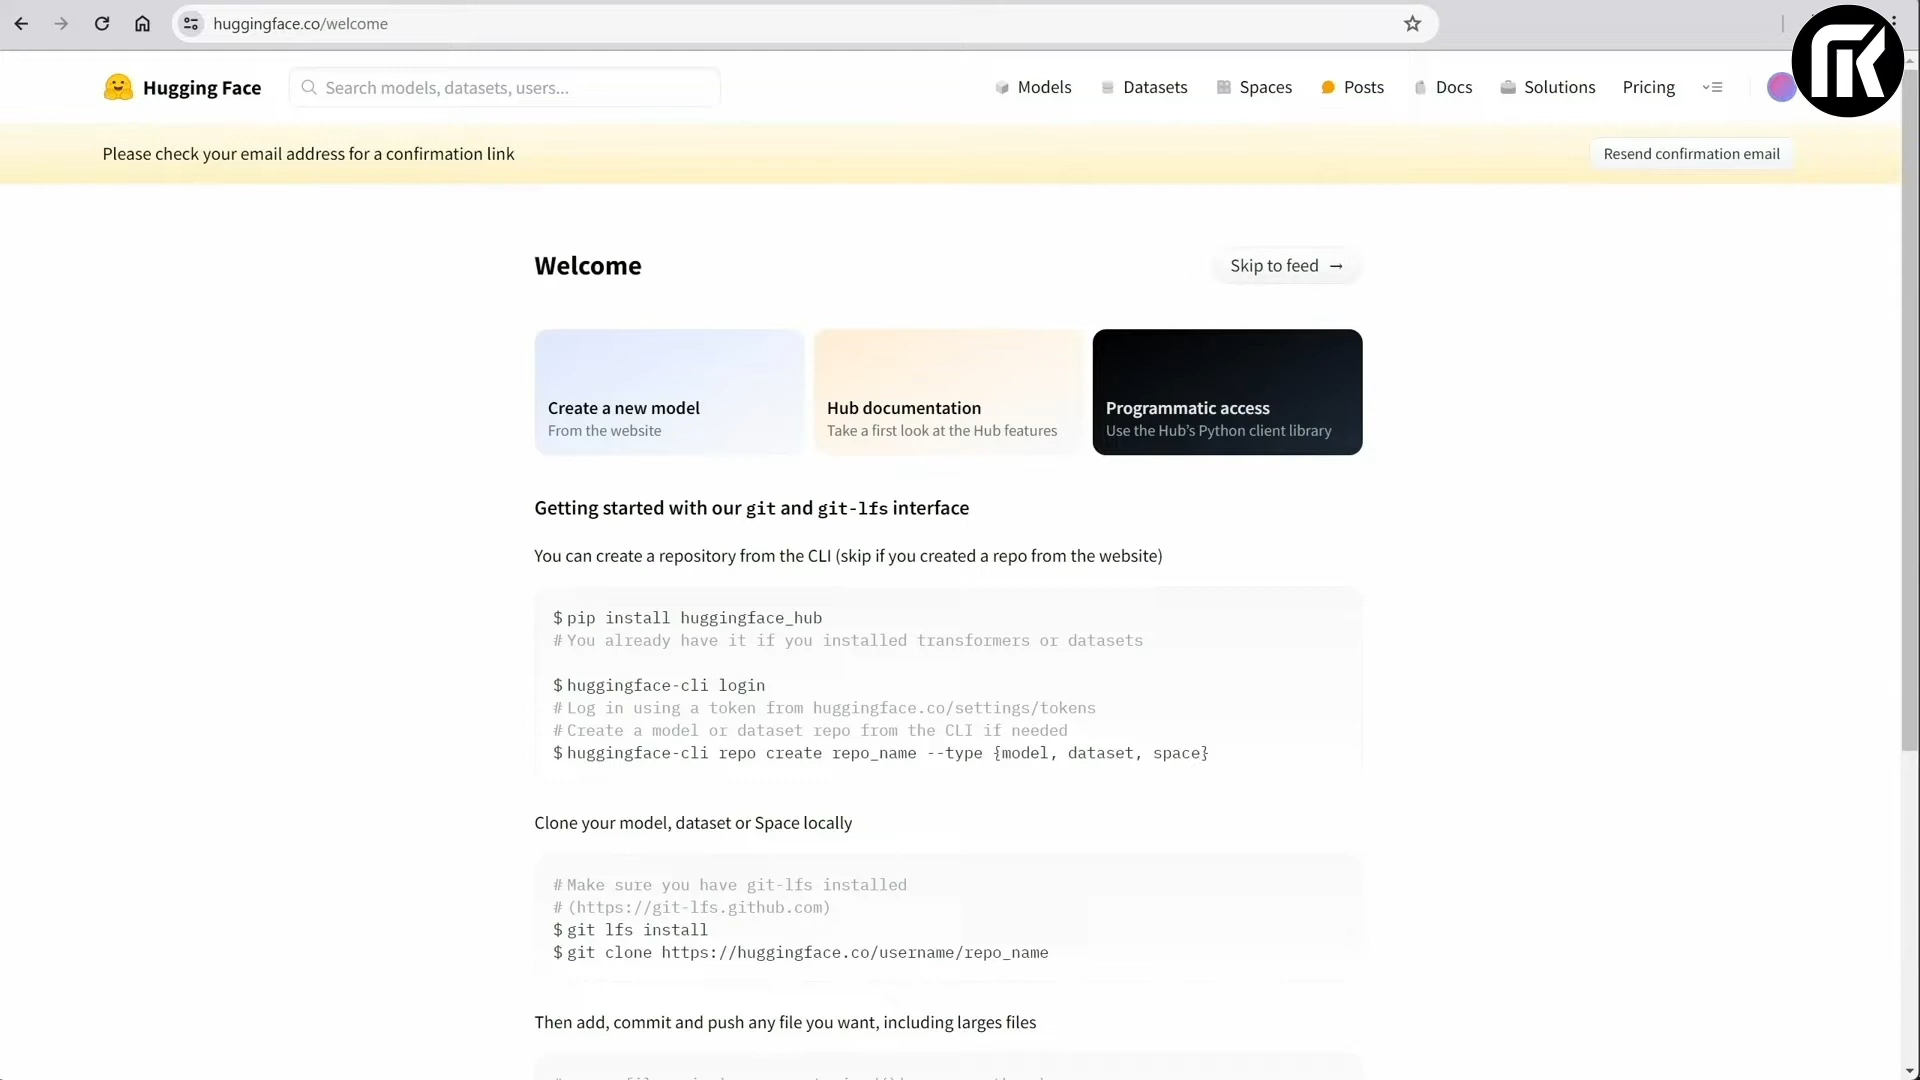 huggingface.co/welcome
Hugging Face
Search models, datasets, users...
Models
Datasets
Spaces
Posts
Docs
Solutions
Pricing
Please check your email address for a confirmation link
Resend confirmation email
Welcome
Skip to feed →
Create a new model
From the website
Hub documentation
Take a first look at the Hub features
Programmatic access
Use the Hub's Python client library
Getting started with our git and git-lfs interface
You can create a repository from the CLI (skip if you created a repo from the website)
$ pip install huggingface_hub
# You already have it if you installed transformers or datasets
$ huggingface-cli login
# Log in using a token from huggingface.co/settings/tokens
# Create a model or dataset repo from the CLI if needed
$ huggingface-cli repo create repo_name --type {model, dataset, space}
Clone your model, dataset or Space locally
# Make sure you have git-lfs installed
# (https://git-lfs.github.com)
$ git lfs install
$ git clone https://huggingface.co/username/repo_name
Then add, commit and push any file you want, including larges files